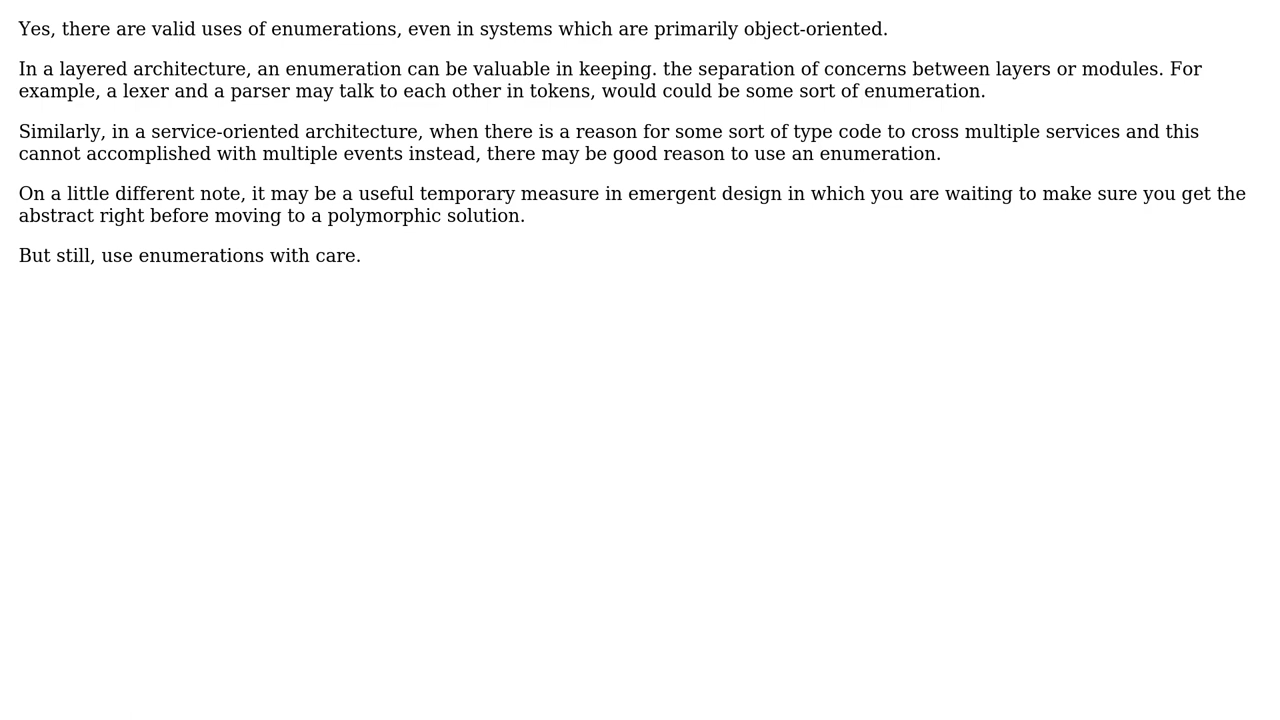 Yes, there are valid uses of enumerations, even in systems which are primarily object-oriented.
In a layered architecture, an enumeration can be valuable in keeping. the separation of concerns between layers or modules. For
example, a lexer and a parser may talk to each other in tokens, would could be some sort of enumeration.
Similarly, in a service-oriented architecture, when there is a reason for some sort of type code to cross multiple services and this
cannot accomplished with multiple events instead, there may be good reason to use an enumeration.
On a little different note, it may be a useful temporary measure in emergent design in which you are waiting to make sure you get the
abstract right before moving to a polymorphic solution.
But still, use enumerations with care.